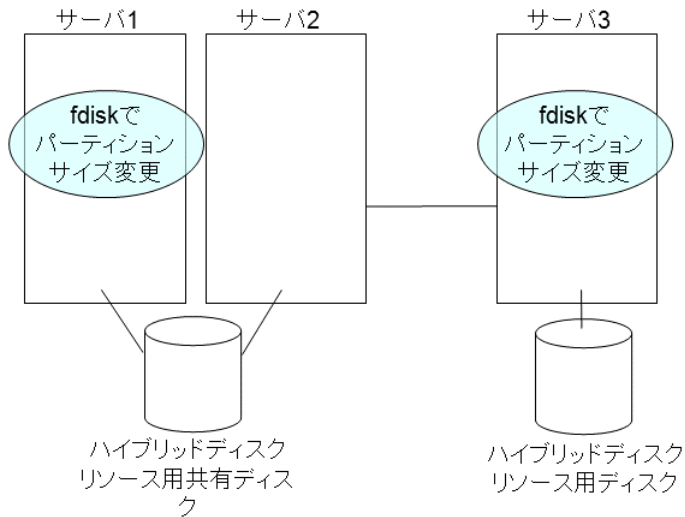 サーバ1
サーバ2
サーバ3
fdiskで
パーティション
サイズ変更
fdiskで
パーティション
サイズ変更
ハイブリッドディスク
リソース用共有ディス
ク
ハイブリッドディスク
リソース用ディスク